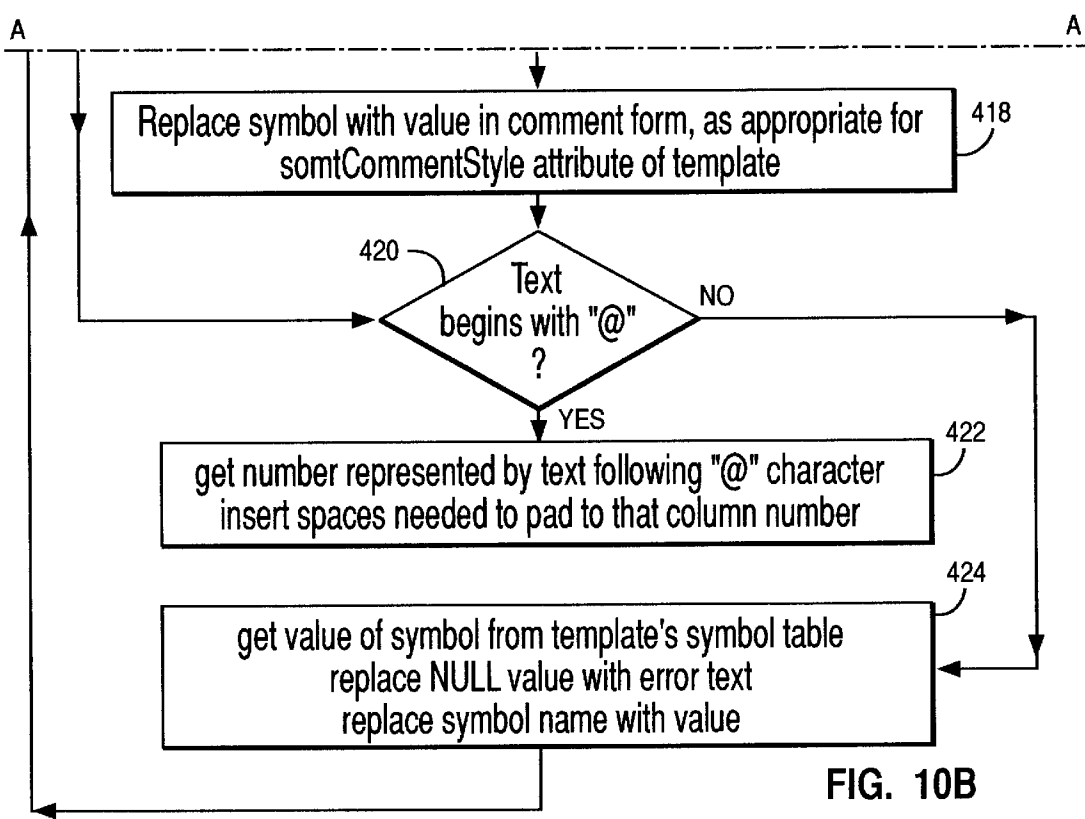 A
A
Replace symbol with value in comment form, as appropriate for
somtCommentStyle attribute of template
418
420
Text
begins with "@"
?
NO
YES
get number represented by text following "@" character
insert spaces needed to pad to that column number
422
424
get value of symbol from template's symbol table
replace NULL value with error text
replace symbol name with value
FIG. 10B